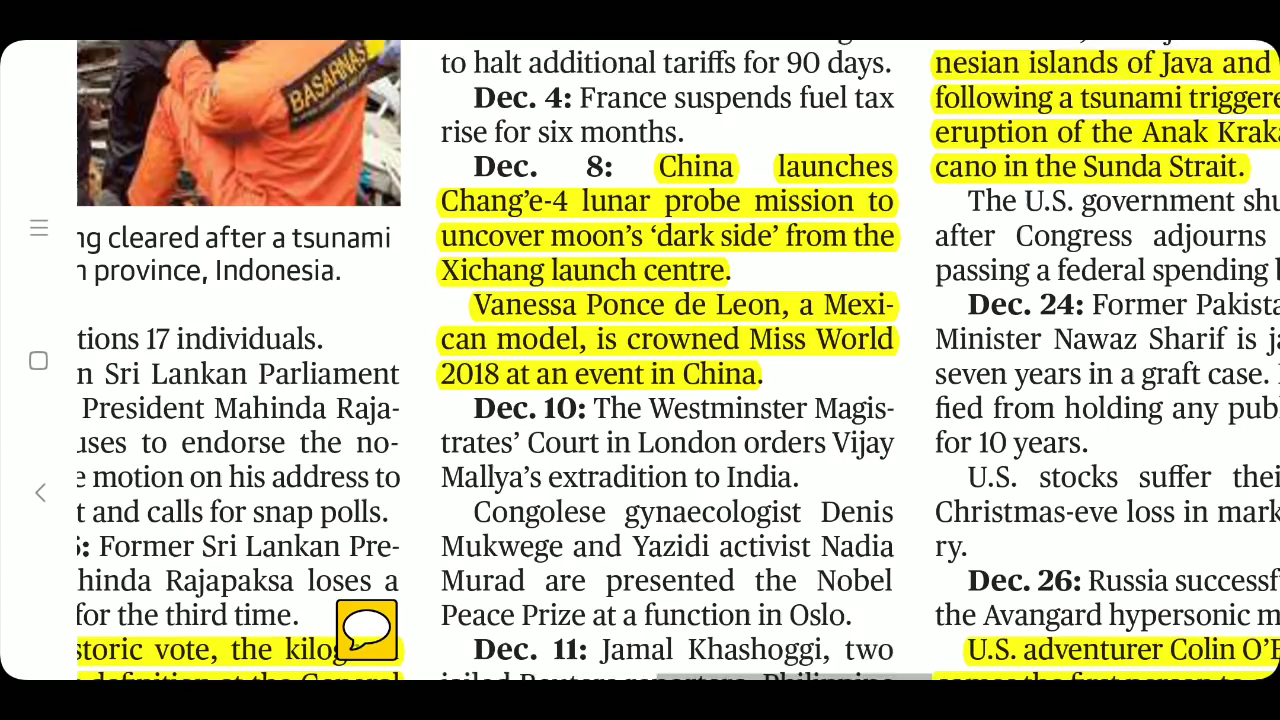 BASARNAS
ng cleared after a tsunami
n province, Indonesia.
tions 17 individuals.
n Sri Lankan Parliament
President Mahinda Raja-
uses to endorse the no-
e motion on his address to
t and calls for snap polls.
: Former Sri Lankan Pre-
hinda Rajapaksa loses a
for the third time.
storic vote, the
to halt additional tariffs for 90 days.
Dec. 4: France suspends fuel tax
rise for six months.
Dec. 8: China launches
Chang’e-4 lunar probe mission to
uncover moon’s ‘dark side’ from the
Xichang launch centre.
Vanessa Ponce de Leon, a Mexi-
can model, is crowned Miss World
2018 at an event in China.
Dec. 10: The Westminster Magis-
trates’ Court in London orders Vijay
Mallya’s extradition to India.
Congolese gynaecologist Denis
Mukwege and Yazidi activist Nadia
Murad are presented the Nobel
Peace Prize at a function in Oslo.
Dec. 11: Jamal Khashoggi, two
nesian islands of Java and
following a tsunami triggere
eruption of the Anak Kraka
cano in the Sunda Strait.
The U.S. government shu
after Congress adjourns
passing a federal spending
Dec. 24: Former Pakista
Minister Nawaz Sharif is ja
seven years in a graft case.
fied from holding any publ
for 10 years.
U.S. stocks suffer thei
Christmas-eve loss in mark
ry.
Dec. 26: Russia successf
the Avangard hypersonic m
U.S. adventurer Colin O’B